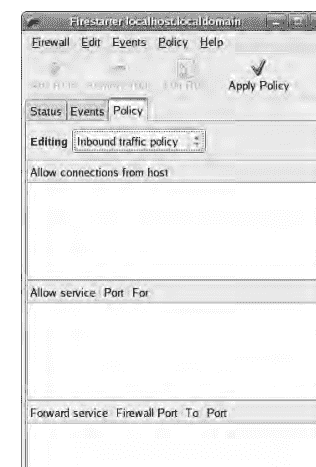 Firestarter localhost.localdomain
Firewall Edit Events Policy Help
Apply Policy
Status Events Policy
Editing Inbound traffic policy
Allow connections from host
Allow service Port For
Forward service Firewall Port To Port